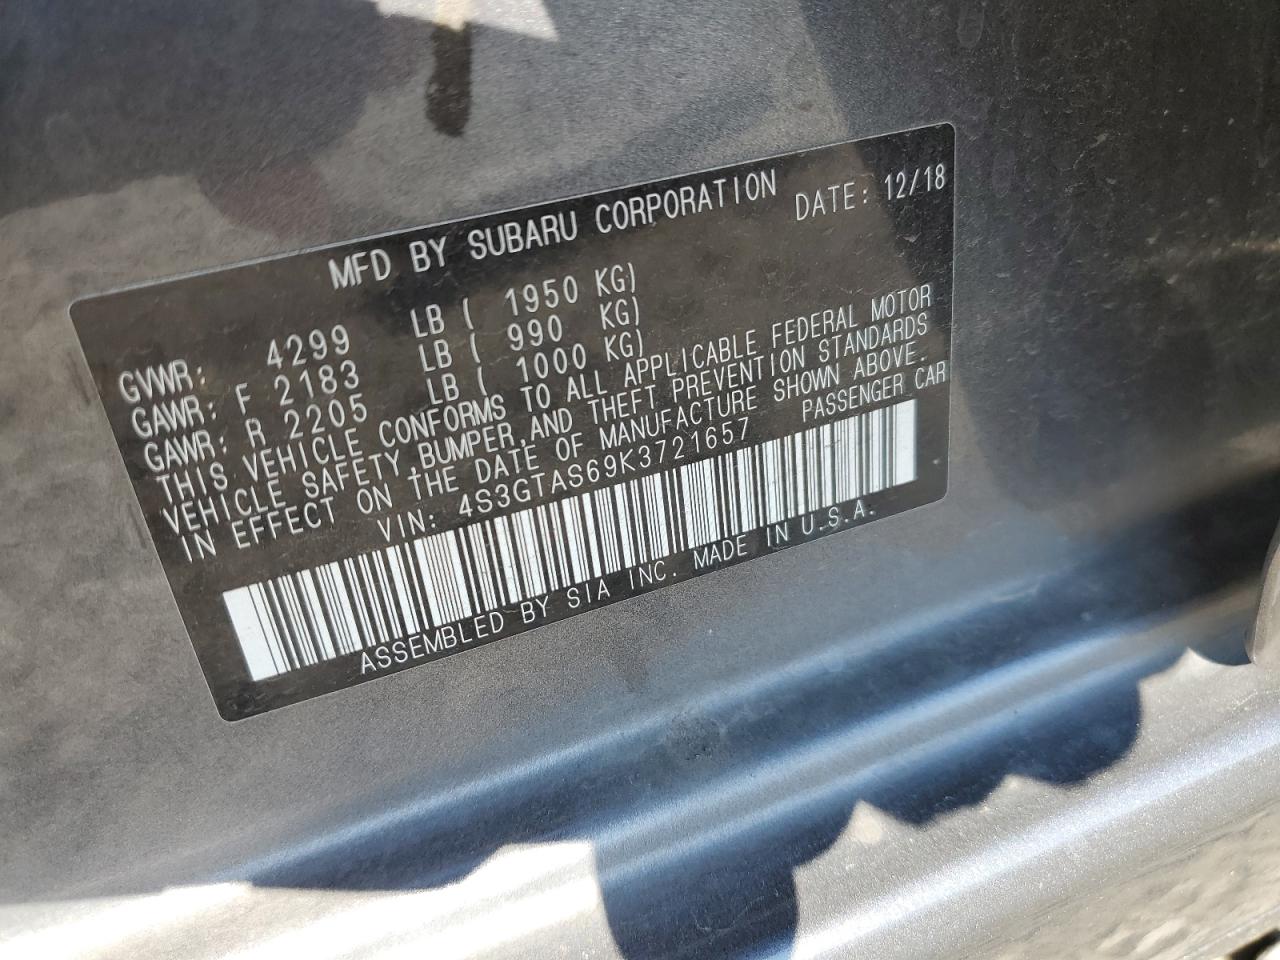 MFD BY SUBARU CORPORATION DATE: 12/18
GVWR: 4299 LB ( 1950 KG)
GAWR: F 2183 LB ( 990 KG)
GAWR: R 2205 LB ( 1000 KG)
THIS VEHICLE CONFORMS TO ALL APPLICABLE FEDERAL MOTOR
VEHICLE SAFETY,BUMPER,AND THEFT PREVENTION STANDARDS
IN EFFECT ON THE DATE OF MANUFACTURE SHOWN ABOVE.
VIN: 4S3GTAS69K3721657 PASSENGER CAR
ASSEMBLED BY SIA INC. MADE IN U.S.A.